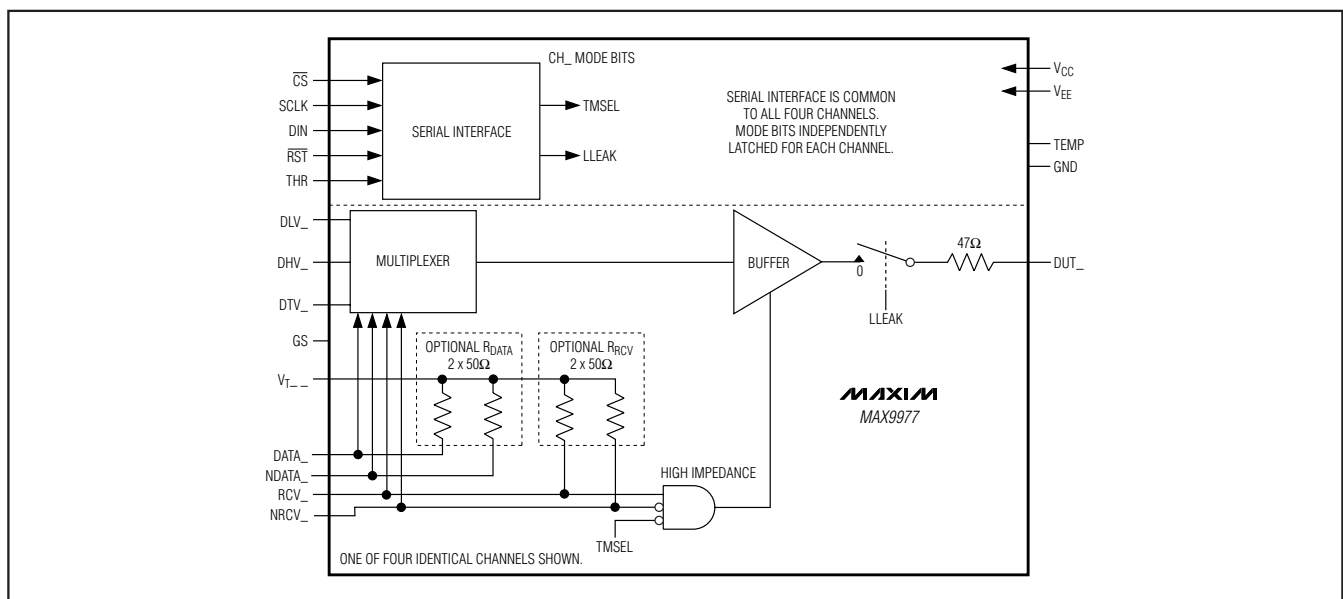 CH_ MODE BITS
CS
SCLK
DIN
RST
THR
SERIAL INTERFACE
TMSEL
LLEAK
SERIAL INTERFACE IS COMMON
TO ALL FOUR CHANNELS.
MODE BITS INDEPENDENTLY
LATCHED FOR EACH CHANNEL.
VCC
VEE
TEMP
GND
DLV_
DHV_
DTV_
GS
VT_ _
MULTIPLEXER
BUFFER
0
LLEAK
47Ω
DUT_
OPTIONAL RDATA
2 x 50Ω
OPTIONAL RRCV
2 x 50Ω
MAXIM
MAX9977
DATA_
NDATA_
RCV_
NRCV_
HIGH IMPEDANCE
TMSEL
ONE OF FOUR IDENTICAL CHANNELS SHOWN.